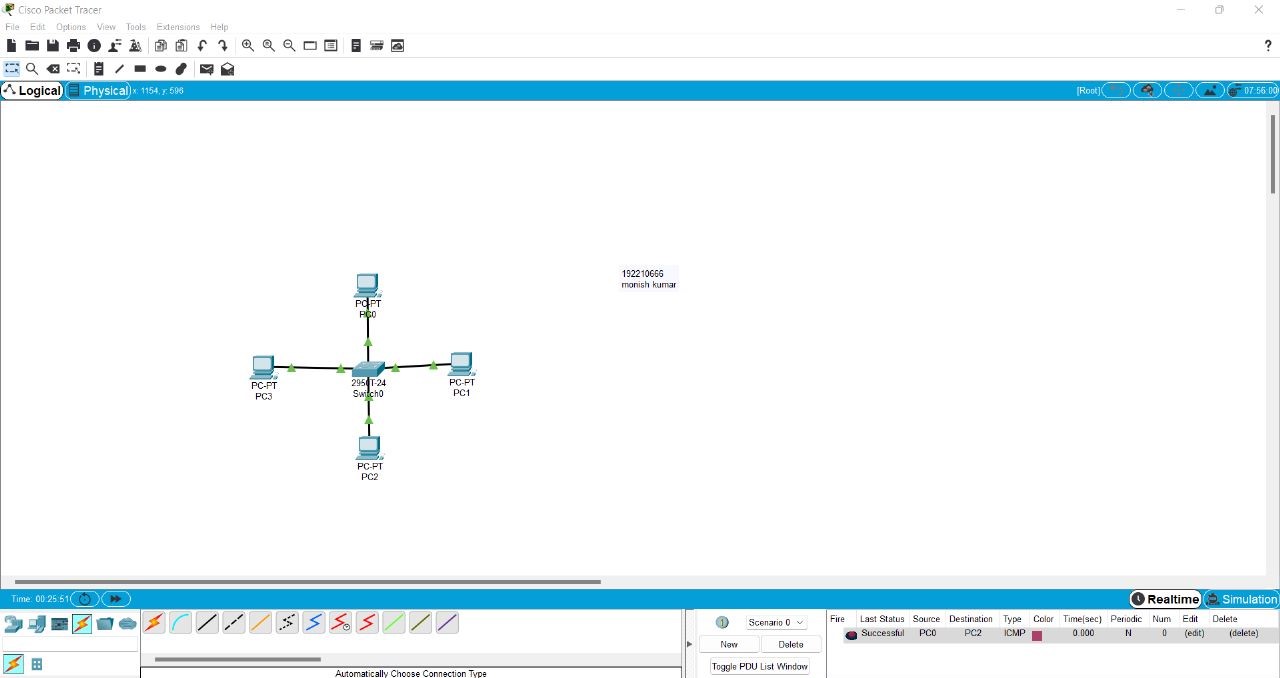 Cisco Packet Tracer
File Edit Options View Tools Extensions Help
?
Logical Physical x: 1154, y: 596 [Root] 07:56:00
192210666
monish kumar
PC-PT
PC0
PC-PT
PC3
2950T-24
Switch0
PC-PT
PC1
PC-PT
PC2
Time: 00:25:51 Realtime Simulation
Scenario 0
New Delete
Toggle PDU List Window
Fire Last Status Source Destination Type Color Time(sec) Periodic Num Edit Delete
Successful PC0 PC2 ICMP 0.000 N 0 (edit) (delete)
Automatically Choose Connection Type